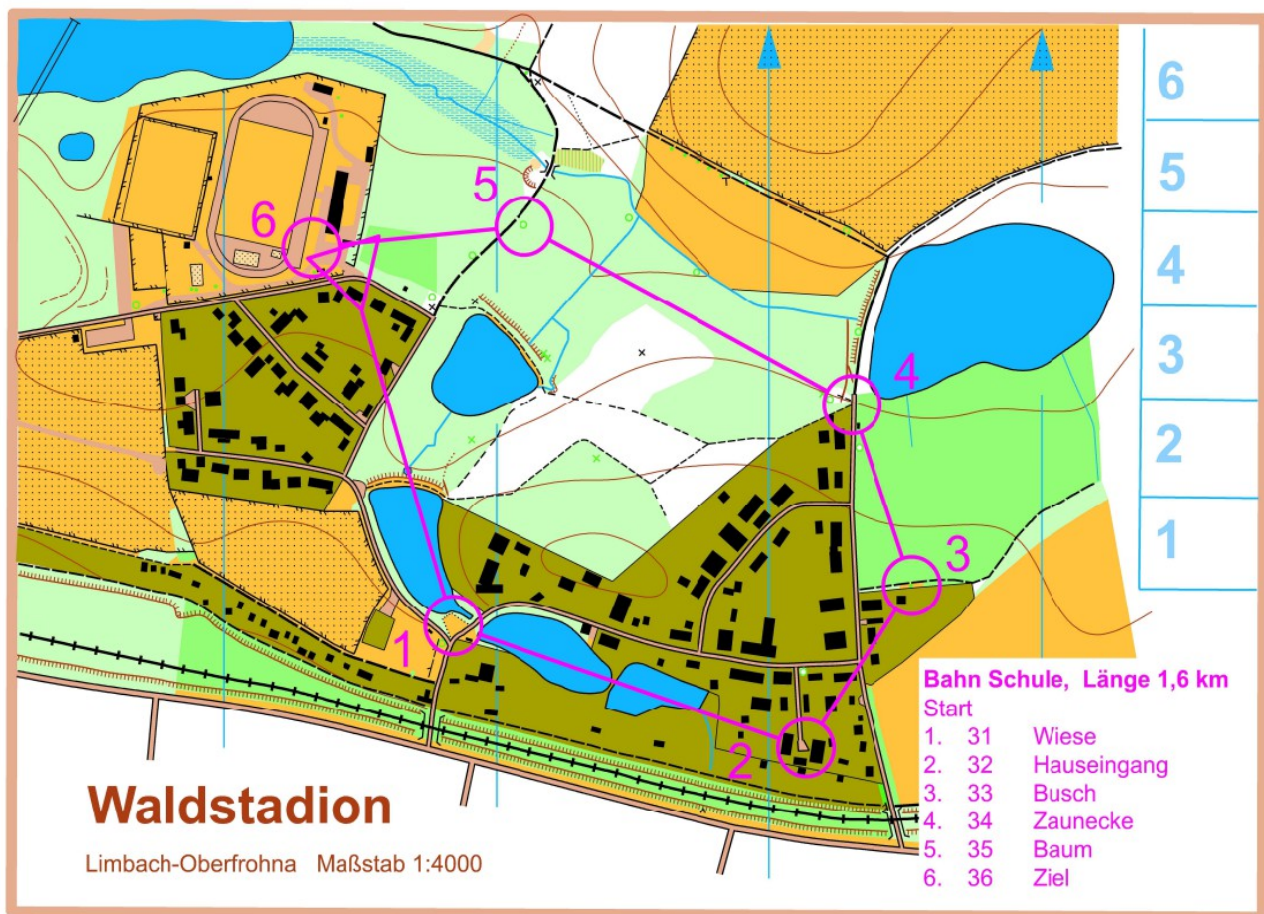 6
5
4
3
2
1
5
6
4
3
1
2
Bahn Schule, Länge 1,6 km
Start
1. 31 Wiese
2. 32 Hauseingang
3. 33 Busch
4. 34 Zaunecke
5. 35 Baum
6. 36 Ziel
Waldstadion
Limbach-Oberfrohna Maßstab 1:4000